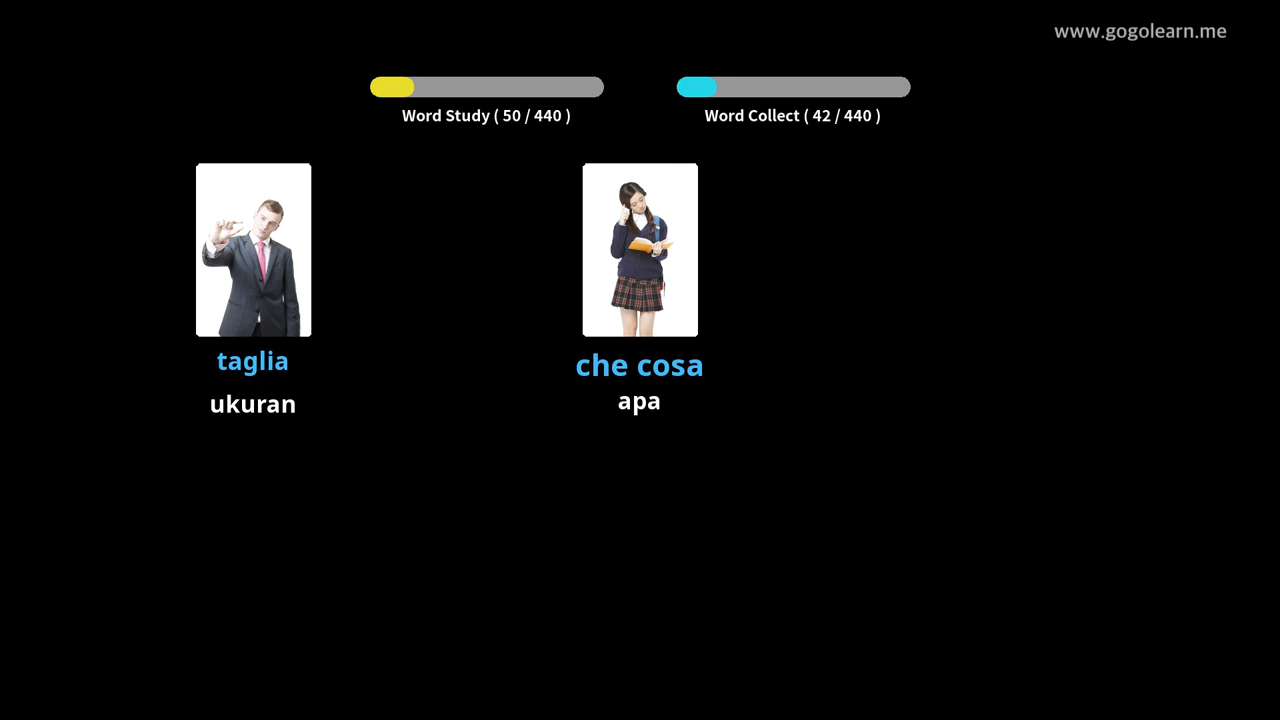 www.gogolearn.me
Word Study ( 50 / 440 )
Word Collect ( 42 / 440 )
taglia
ukuran
che cosa
apa